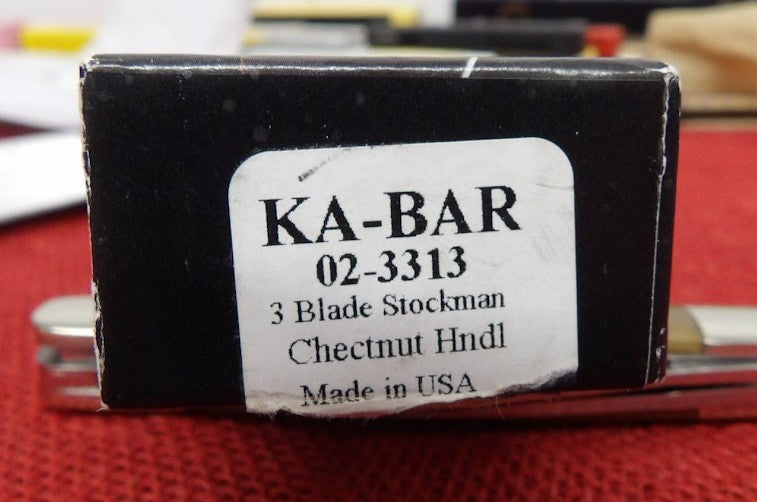 KA-BAR
02-3313
3 Blade Stockman
Chectnut Hndl
Made in USA